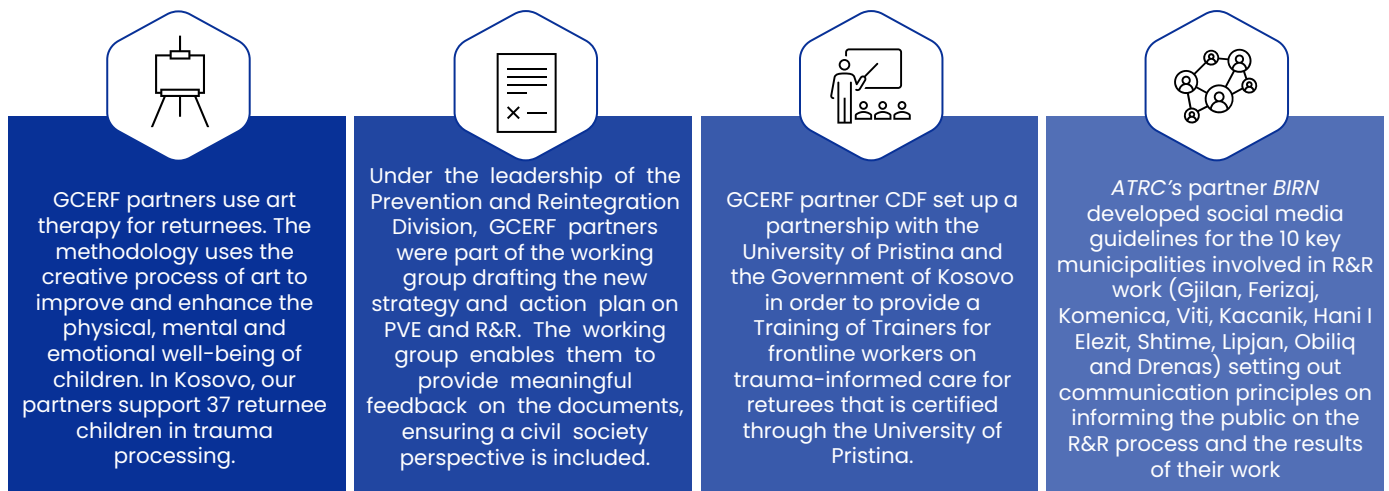 GCERF partners use art
therapy for returnees. The
methodology uses the
creative process of art to
improve and enhance the
physical, mental and
emotional well-being of
children. In Kosovo, our
partners support 37 returnee
children in trauma
processing.
Under the leadership of the
Prevention and Reintegration
Division, GCERF partners
were part of the working
group drafting the new
strategy and action plan on
PVE and R&R. The working
group enables them to
provide meaningful
feedback on the documents,
ensuring a civil society
perspective is included.
GCERF partner CDF set up a
partnership with the
University of Pristina and
the Government of Kosovo
in order to provide a
Training of Trainers for
frontline workers on
trauma-informed care for
returees that is certified
through the University of
Pristina.
ATRC's partner BIRN
developed social media
guidelines for the 10 key
municipalities involved in R&R
work (Gjilan, Ferizaj,
Komenica, Viti, Kacanik, Hani I
Elezit, Shtime, Lipjan, Obiliq
and Drenas) setting out
communication principles on
informing the public on the
R&R process and the results
of their work